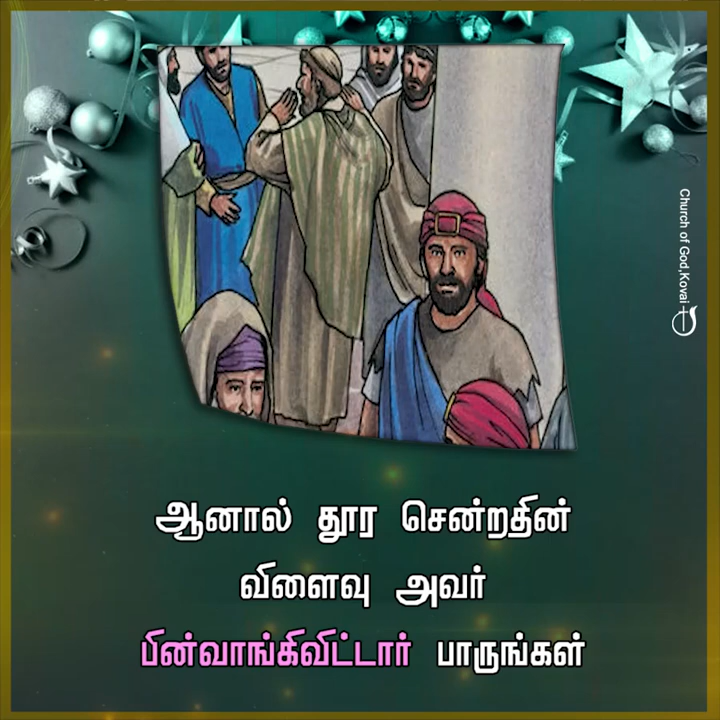 Church of God,Kovai
ஆனால் தூர சென்றதின்
விளைவு அவர்
பின்வாங்கிவிட்டார் பாருங்கள்